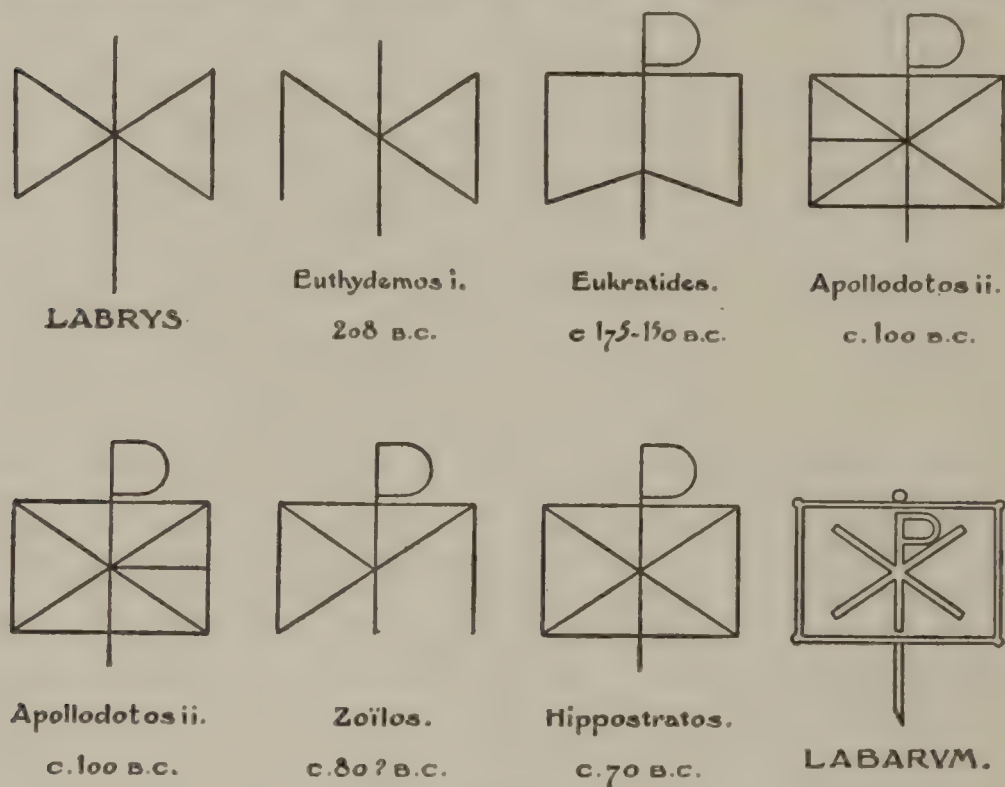 LABRYS
Euthydemos i.
208 B.C.
Eukratides.
c 175-150 B.C.
Apollodotos ii.
c. 100 B.C.
Apollodotos ii.
c. 100 B.C.
Zoïlos.
c. 80? B.C.
Hippostratos.
c. 70 B.C.
LABARVM.